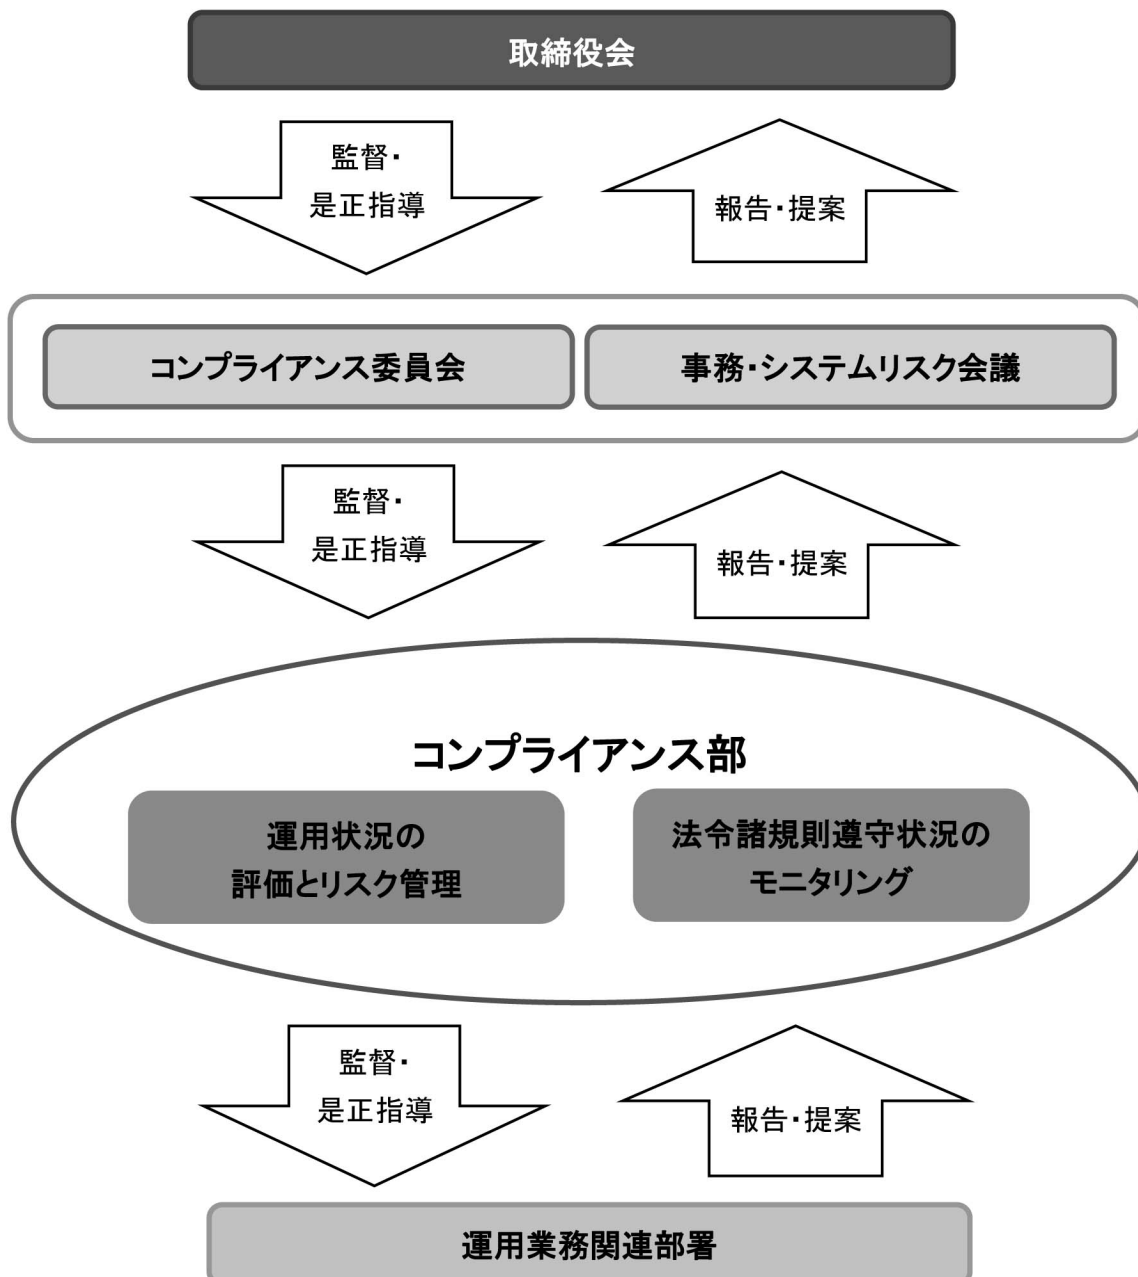 取締役会
監督・
是正指導
報告・提案
コンプライアンス委員会
事務・システムリスク会議
監督・
是正指導
報告・提案
コンプライアンス部
運用状況の
評価とリスク管理
法令諸規則遵守状況の
モニタリング
監督・
是正指導
報告・提案
運用業務関連部署